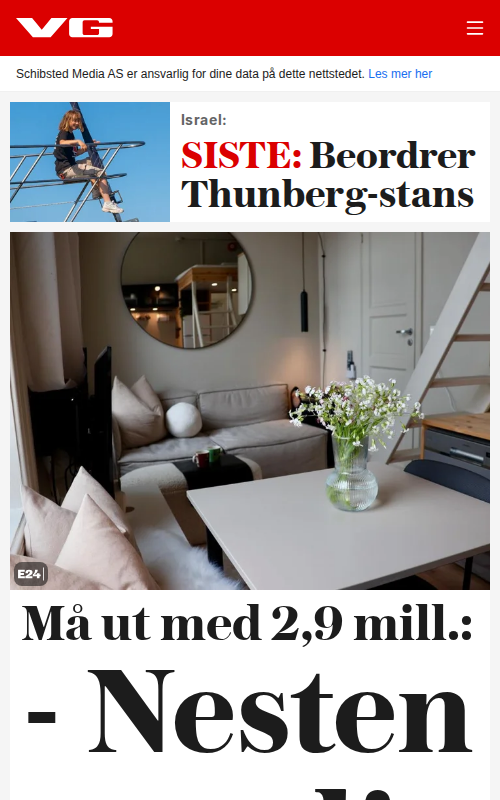 VG
Schibsted Media AS er ansvarlig for dine data på dette nettstedet. Les mer her
Israel:
SISTE: Beordrer
Thunberg-stans
E24
Må ut med 2,9 mill.:
- Nesten